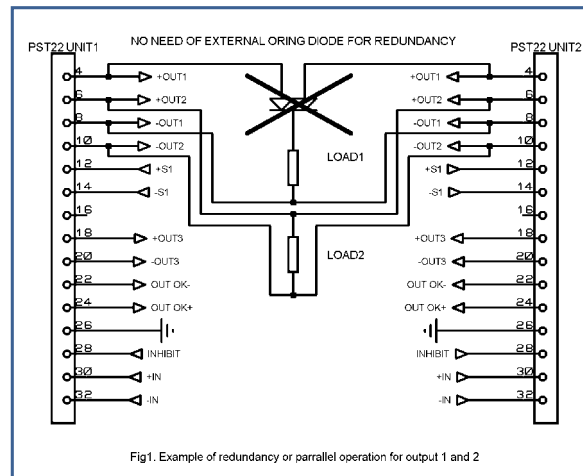 NO NEED OF EXTERNAL ORING DIODE FOR REDUNDANCY
PST22 UNIT1
PST22 UNIT2
4 +OUT1
6 +OUT2
8 -OUT1
10 -OUT2
12 +S1
14 -S1
16
18 +OUT3
20 -OUT3
22 OUT OK-
24 OUT OK+
26
28 INHIBIT
30 +IN
32 -IN
LOAD1
LOAD2
+OUT1 4
+OUT2 6
-OUT1 8
-OUT2 10
+S1 12
-S1 14
16
+OUT3 18
-OUT3 20
OUT OK- 22
OUT OK+ 24
26
INHIBIT 28
+IN 30
-IN 32
Fig1. Example of redundancy or parrallel operation for output 1 and 2